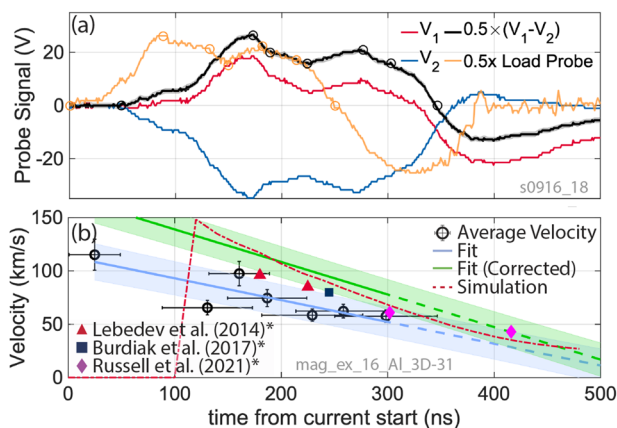 (a)
V1 0.5×(V1-V2)
V2 0.5x Load Probe
Probe Signal (V)
20
0
-20
s0916_18
(b)
Average Velocity
Fit
Fit (Corrected)
Simulation
Velocity (km/s)
150
100
50
0
Lebedev et al. (2014)*
Burdiak et al. (2017)*
Russell et al. (2021)*
mag_ex_16_Al_3D-31
0 100 200 300 400 500
time from current start (ns)